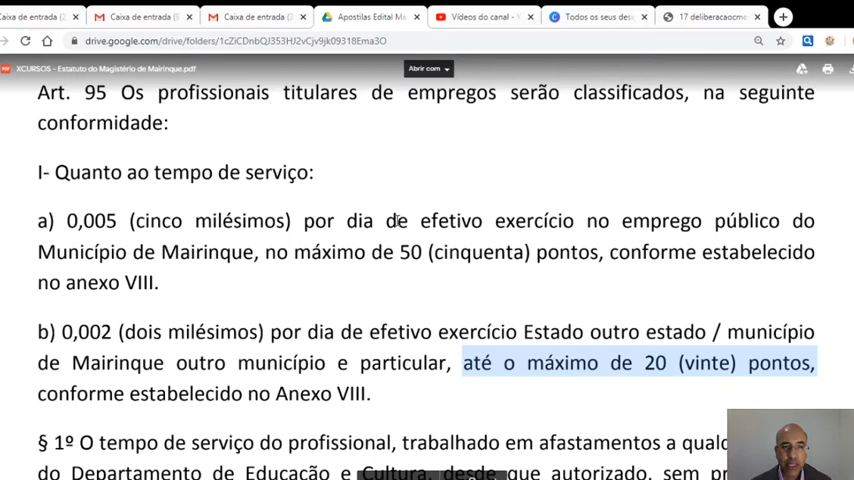 Caixa de entrada (
Caixa de entrada (
Caixa de entrada (
Apostilas Edital Ma
Vídeos do canal - Y
Todos os seus des
17 deliberacaocme
drive.google.com/drive/folders/1cZiCDnbQJ353HJ2vCjv9jk09318Ema3O
XCURSOS - Estatuto do Magistério de Mairinque.pdf
Abrir com
Art. 95 Os profissionais titulares de empregos serão classificados, na seguinte
conformidade:
I- Quanto ao tempo de serviço:
a) 0,005 (cinco milésimos) por dia de efetivo exercício no emprego público do
Município de Mairinque, no máximo de 50 (cinquenta) pontos, conforme estabelecido
no anexo VIII.
b) 0,002 (dois milésimos) por dia de efetivo exercício Estado outro estado / município
de Mairinque outro município e particular, até o máximo de 20 (vinte) pontos,
conforme estabelecido no Anexo VIII.
§ 1º O tempo de serviço do profissional, trabalhado em afastamentos a qualq
do Departamento de Educação e Cultura, desde que autorizado, sem pr